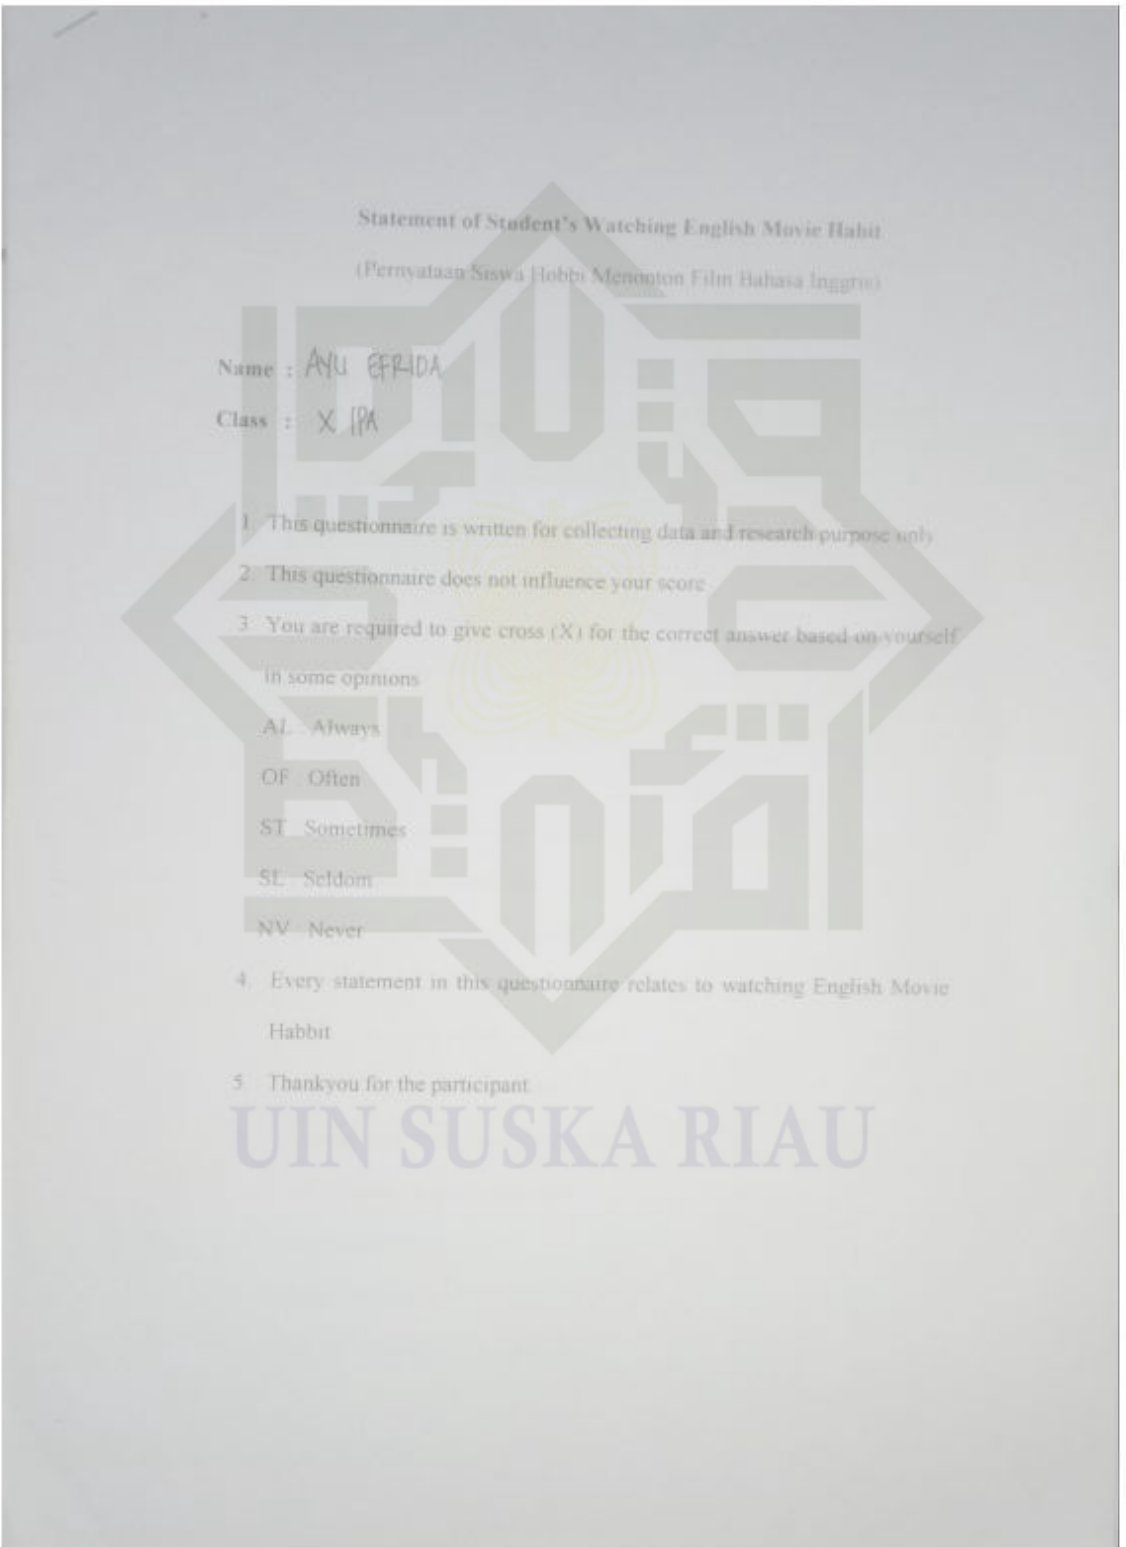 Statement of Student's Watching English Movie Habit
(Pernyataan Siswa Hobbi Menonton Film Bahasa Inggris)
Name : AYU EFRIDA
Class : X IPA
1. This questionnaire is written for collecting data and research purpose only
2. This questionnaire does not influence your score
3. You are required to give cross (X) for the correct answer based on yourself
in some opinions
AL : Always
OF : Often
ST : Sometimes
SL : Seldom
NV : Never
4. Every statement in this questionnaire relates to watching English Movie
Habbit
5. Thankyou for the participant.
UIN SUSKA RIAU